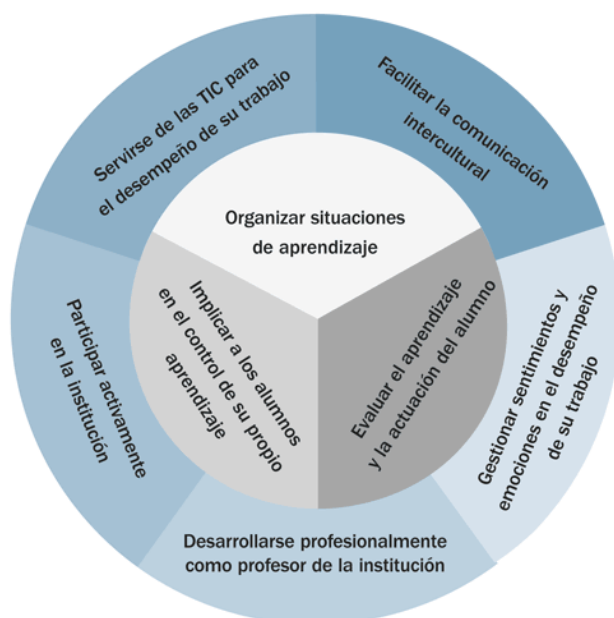 Servirse de las TIC para
el desempeño de su trabajo
Facilitar la comunicación
intercultural
Organizar situaciones
de aprendizaje
Implicar a los alumnos
en el control de su propio
aprendizaje
Evaluar el aprendizaje
y la actuación del alumno
Participar activamente
en la institución
Gestionar sentimientos y
emociones en el desempeño
de su trabajo
Desarrollarse profesionalmente
como profesor de la institución